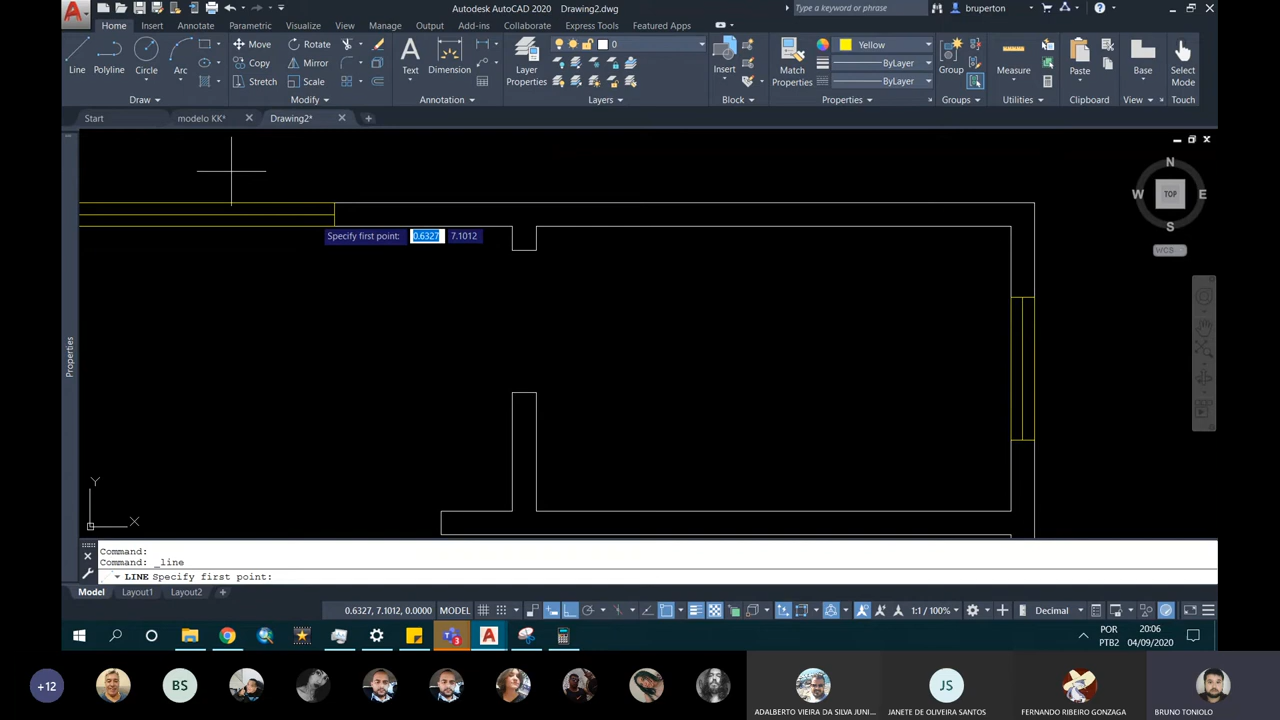 Autodesk AutoCAD 2020 Drawing2.dwg
Type a keyword or phrase
bruperton
Home Insert Annotate Parametric Visualize View Manage Output Add-ins Collaborate Express Tools Featured Apps
Line Polyline Circle Arc
Move Rotate
Copy Mirror
Stretch Scale
Text Dimension
Layer
Properties
0
Insert
Match
Properties
Yellow
ByLayer
ByLayer
Group
Measure
Paste
Base
Select
Mode
Draw Modify Annotation Layers Block Properties Groups Utilities Clipboard View Touch
Start modelo KK* Drawing2*
N
W TOP E
S
WCS
Specify first point: 0.6327 7.1012
Properties
Y
X
Command:
Command: _line
LINE Specify first point:
Model Layout1 Layout2
0.6327, 7.1012, 0.0000 MODEL 1:1 / 100% Decimal
3
A
POR
PTB2
20:06
04/09/2020
+12
BS
JS
ADALBERTO VIEIRA DA SILVA JUNI...
JANETE DE OLIVEIRA SANTOS
FERNANDO RIBEIRO GONZAGA
BRUNO TONIOLO